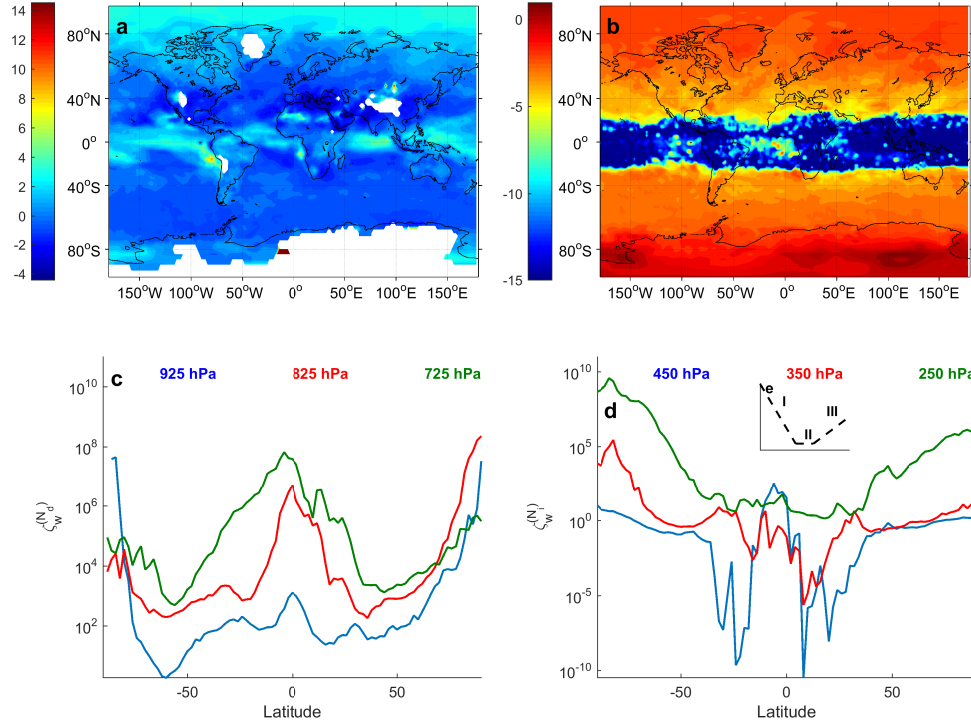 a
b
14
12
10
8
6
4
2
0
-2
-4
80°N
40°N
0°
40°S
80°S
150°W 100°W 50°W 0° 50°E 100°E 150°E
0
-5
-10
-15
80°N
40°N
0°
40°S
80°S
150°W 100°W 50°W 0° 50°E 100°E 150°E
c
925 hPa 825 hPa 725 hPa
10^10
10^8
10^6
10^4
10^2
ζ_w^(N_d)
-50 0 50
Latitude
d
450 hPa 350 hPa 250 hPa
e
I
II
III
10^10
10^5
10^0
10^-5
10^-10
ζ_w^(N_i)
-50 0 50
Latitude